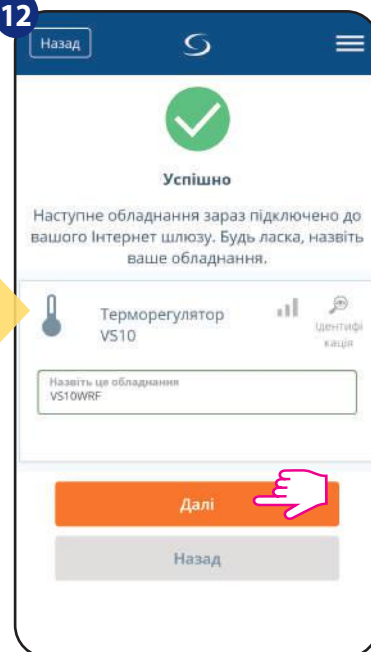 12
Назад
Успішно
Наступне обладнання зараз підключено до
вашого Інтернет шлюзу. Будь ласка, назвіть
ваше обладнання.
Терморегулятор
VS10
Ідентифі
кація
Назвіть це обладнання
VS10WRF
Далі
Назад